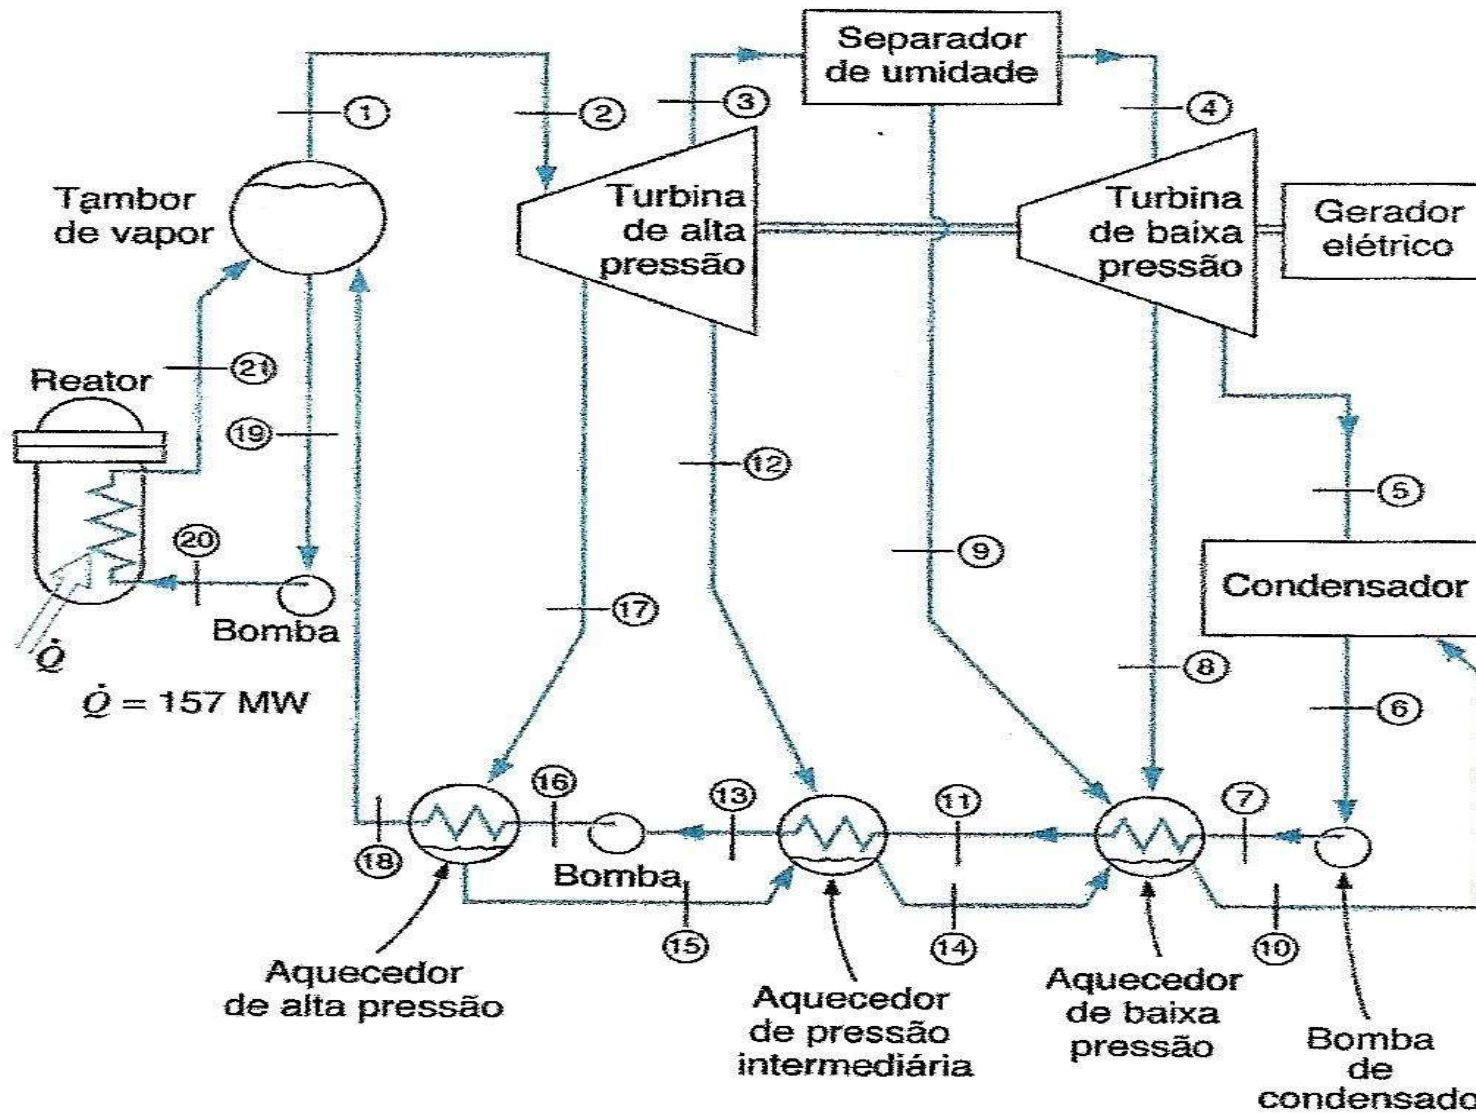 Separador
de umidade
1
2
3
4
Tambor
de vapor
Turbina
de alta
pressão
Turbina
de baixa
pressão
Gerador
elétrico
Reator
21
19
12
5
20
9
Condensador
Bomba
17
8
Q̇
6
Q̇ = 157 MW
16
13
11
7
18
Bomba
15
14
10
Aquecedor
de alta pressão
Aquecedor
de pressão
intermediária
Aquecedor
de baixa
pressão
Bomba
de
condensado